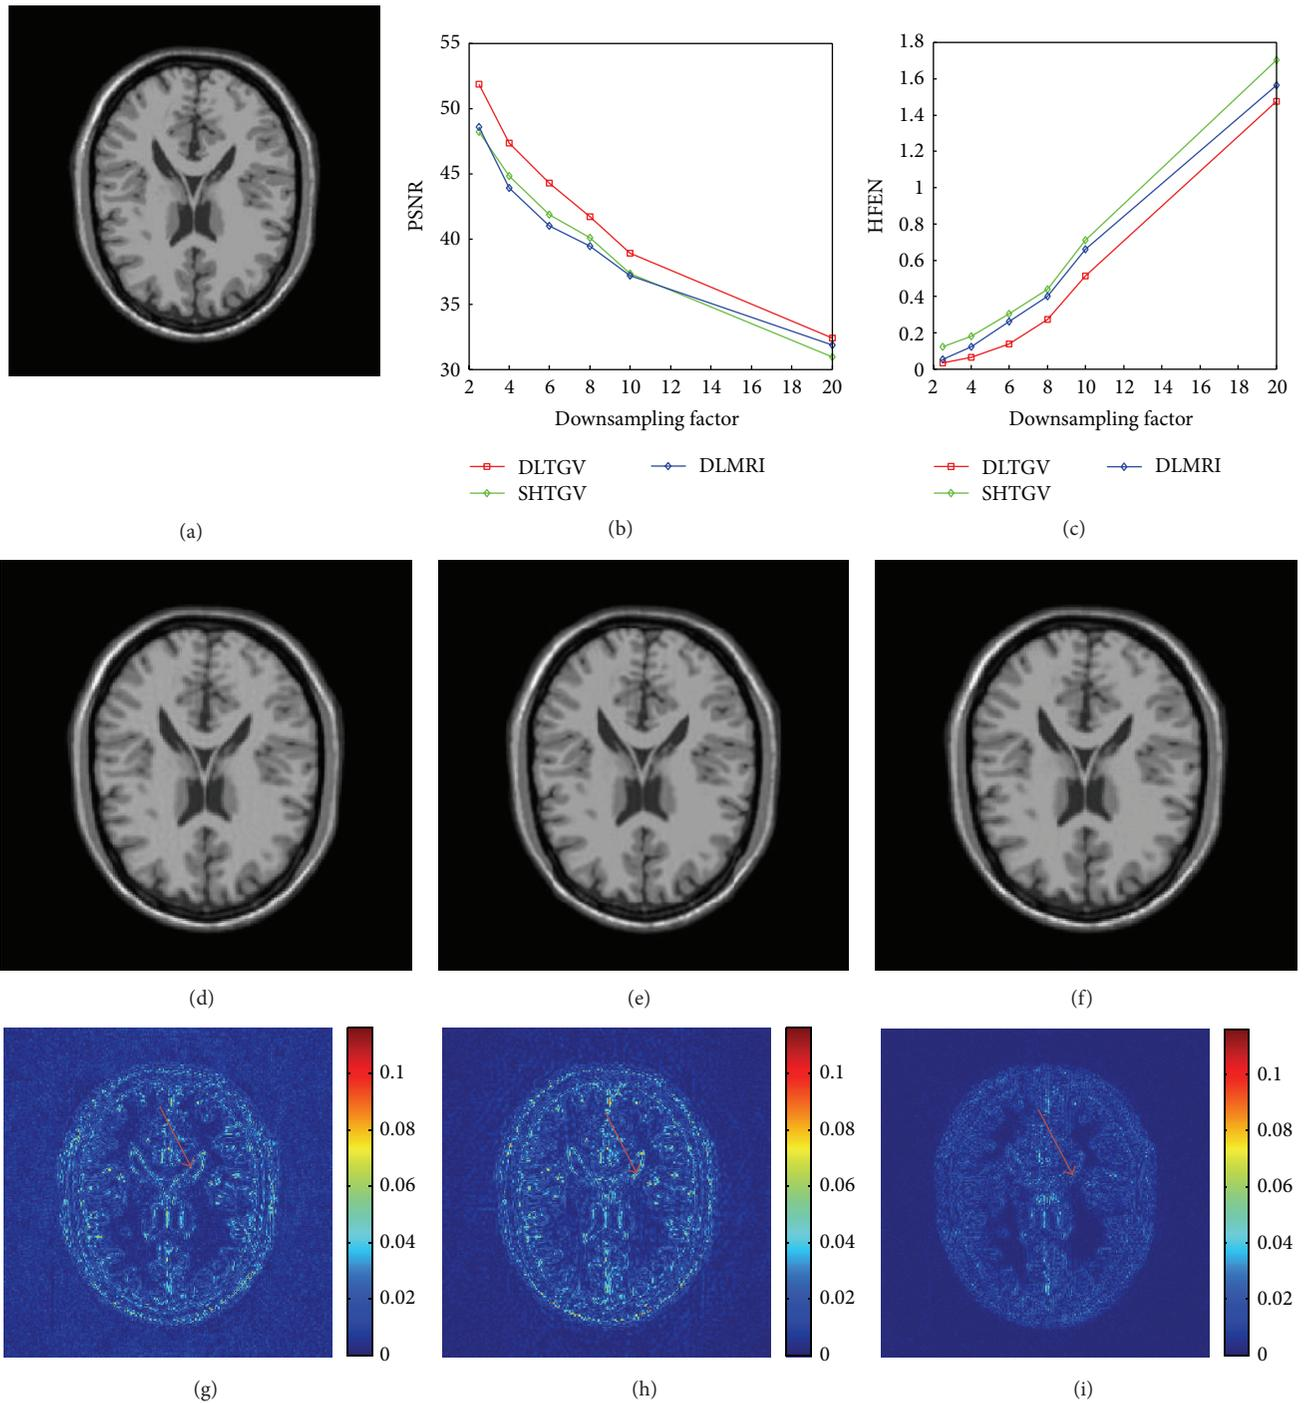 55
50
45
40
35
30
PSNR
2 4 6 8 10 12 14 16 18 20
Downsampling factor
DLTGV
SHTGV
DLMRI
1.8
1.6
1.4
1.2
1
0.8
0.6
0.4
0.2
0
HFEN
2 4 6 8 10 12 14 16 18 20
Downsampling factor
DLTGV
SHTGV
DLMRI
(a)
(b)
(c)
(d)
(e)
(f)
0.1
0.08
0.06
0.04
0.02
0
0.1
0.08
0.06
0.04
0.02
0
0.1
0.08
0.06
0.04
0.02
0
(g)
(h)
(i)